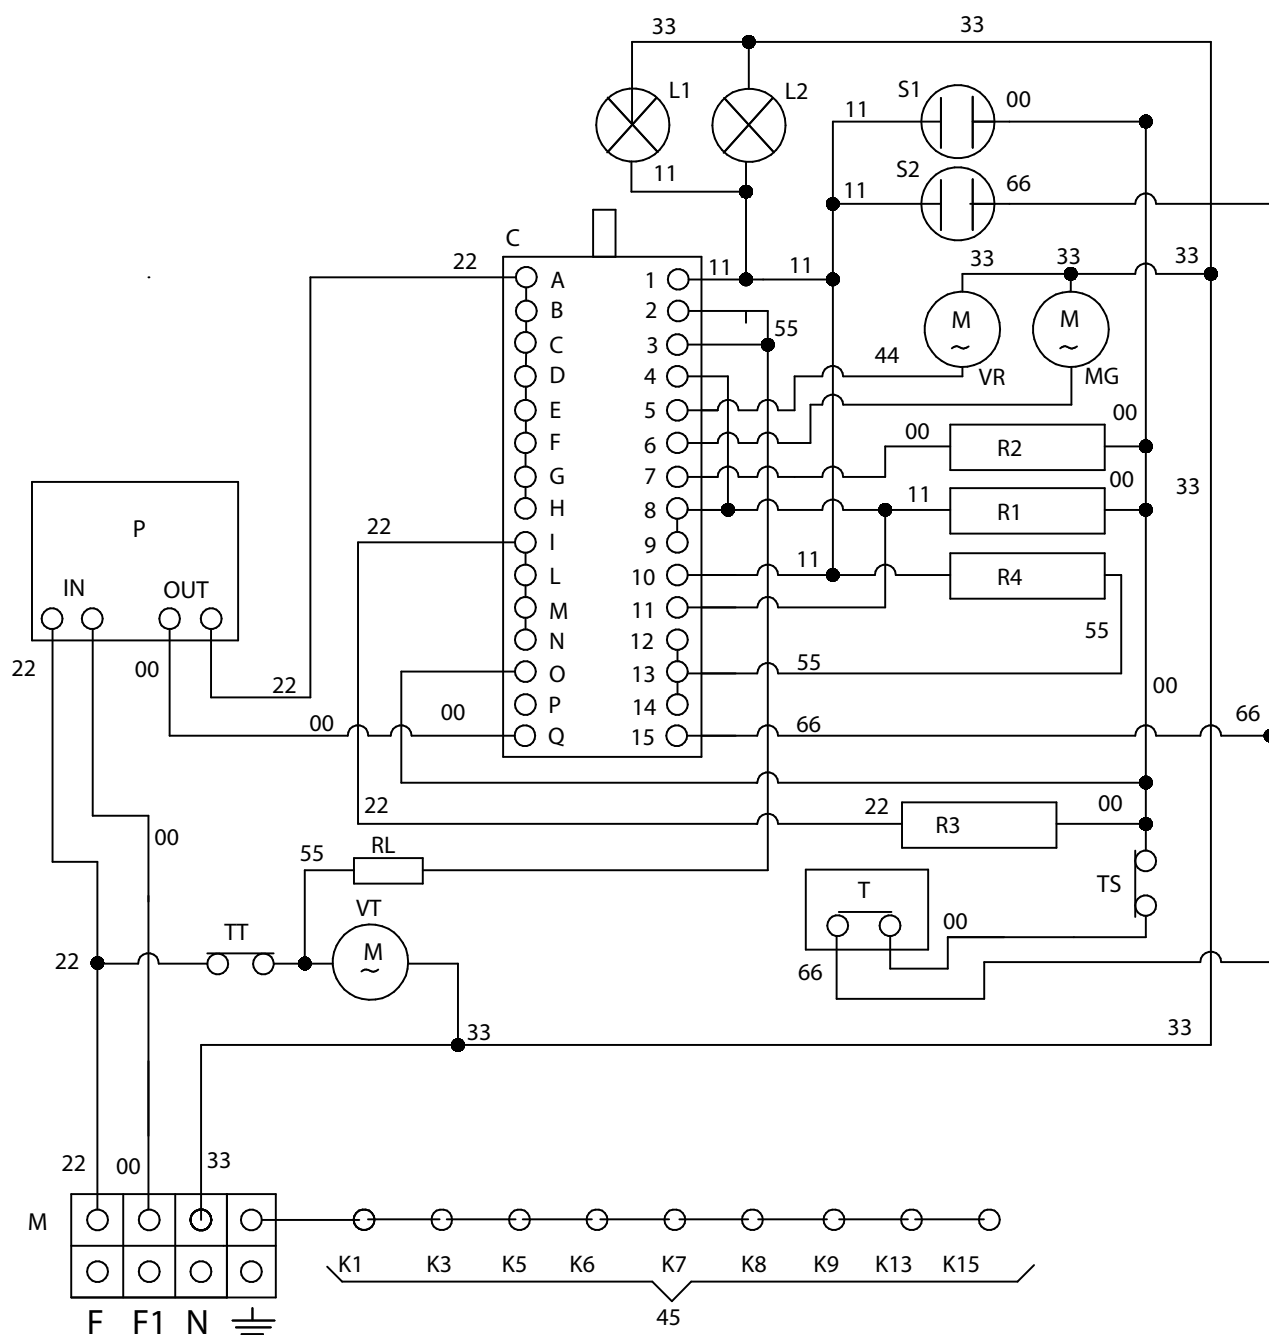 33 33
L1 L2 S1 00
11
11 S2 66
11
C
22 11 11 33 33 33
A 1
B 2
C 3 55 M M
D 4 44 ~ ~
VR MG
E 5
F 6 00 00
R2
G 7
H 8 11 R1 00 33
I 9
22
P
L 10 11 R4
IN OUT
M 11
N 12 55
22 00 O 13 55
22 P 14 00
00 00 Q 15 66 66
22 22 R3 00
00
55 RL
T TS
VT
TT M 00
22 ~ 66
33 33
22 00 33
M
K1 K3 K5 K6 K7 K8 K9 K13 K15
F F1 N 45